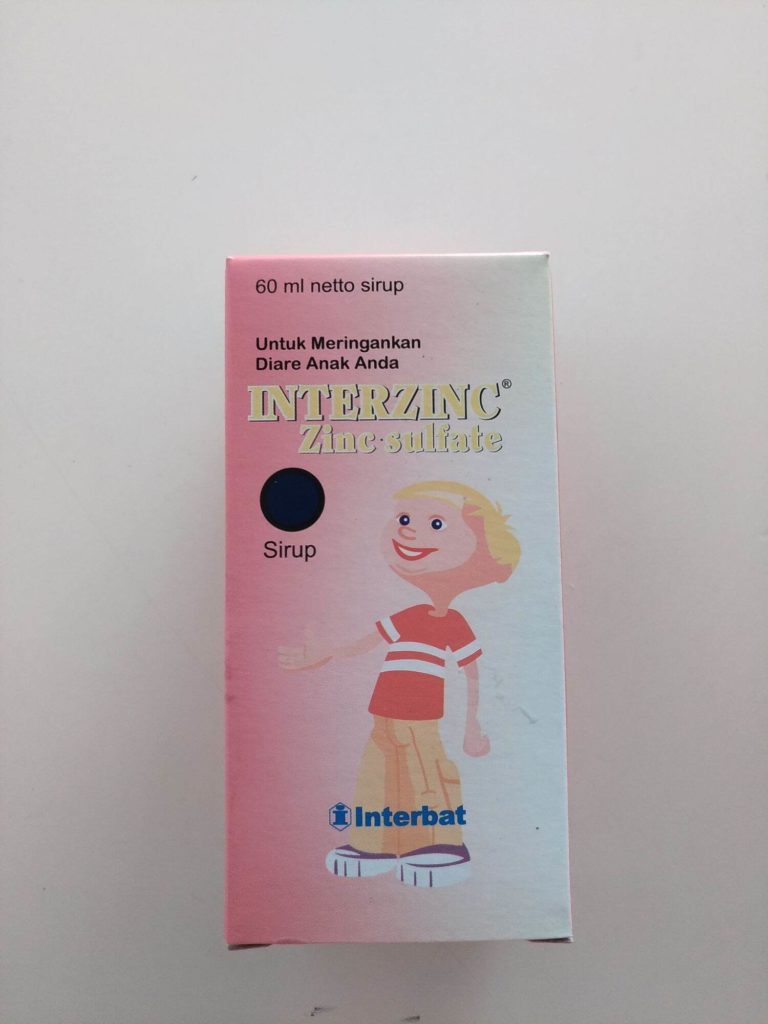 60 ml netto sirup
Untuk Meringankan
Diare Anak Anda
INTERZINC®
Zinc sulfate
Sirup
Interbat